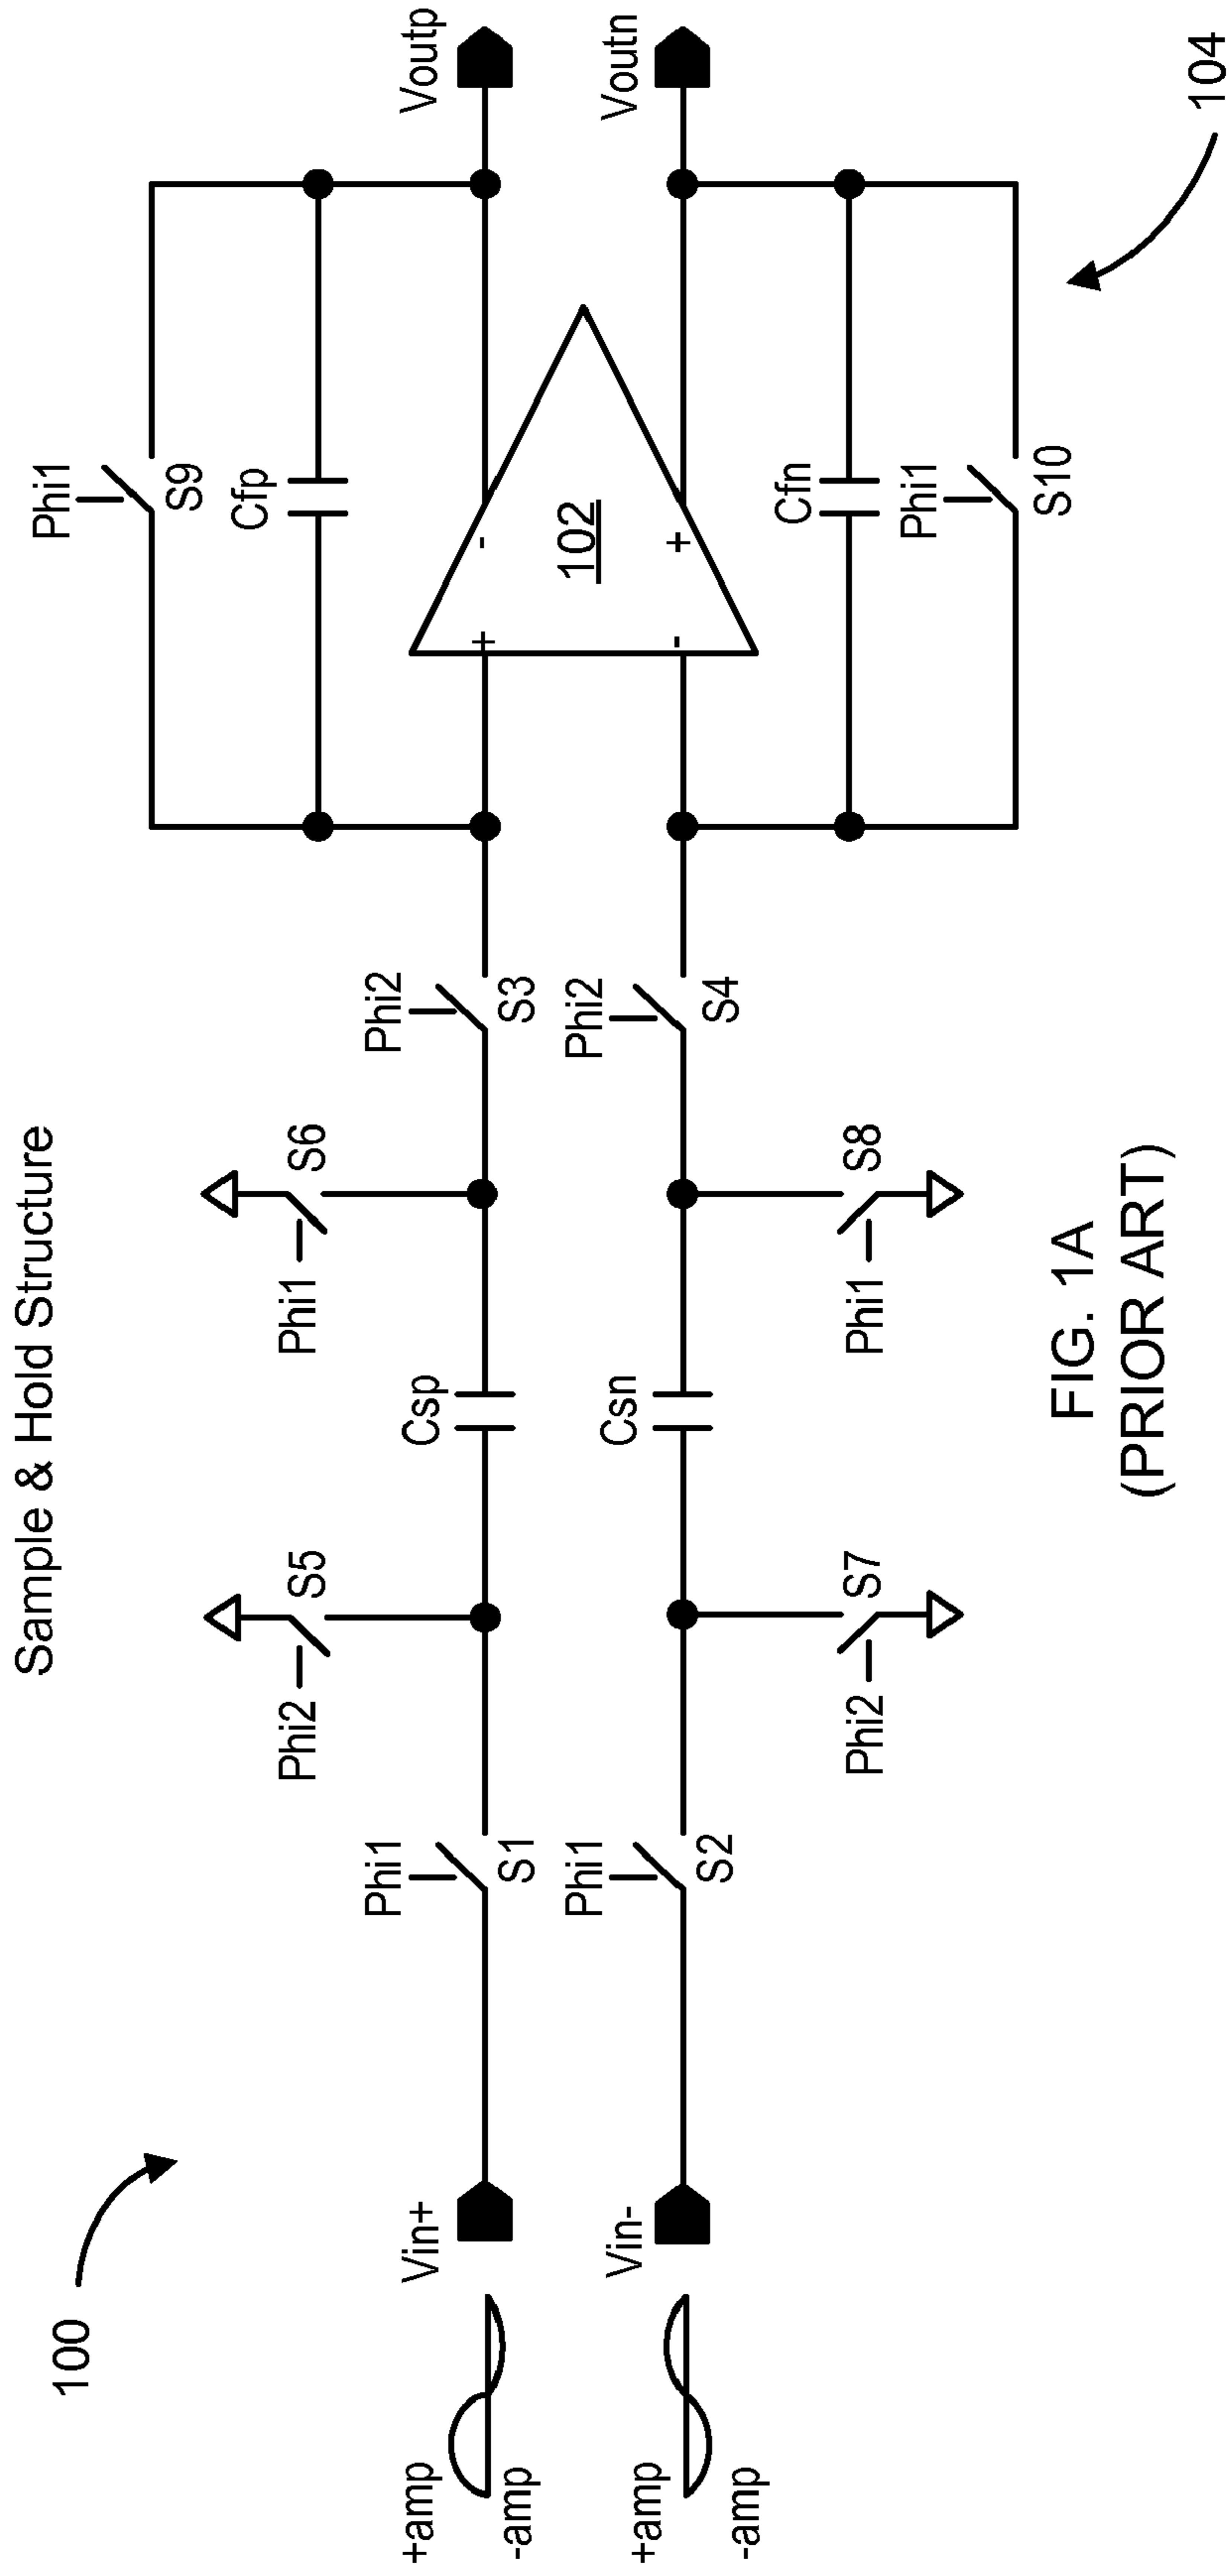 Sample & Hold Structure
100
104
Phi1
S9
Cfp
Phi2
S5
Phi1
S6
+amp
-amp
Vin+
Phi1
S1
Csp
Phi2
S3
+
-
Voutp
102
+amp
-amp
Vin-
Phi1
S2
Csn
Phi2
S4
-
+
Voutn
Phi2
S7
Phi1
S8
Cfn
Phi1
S10
FIG. 1A
(PRIOR ART)